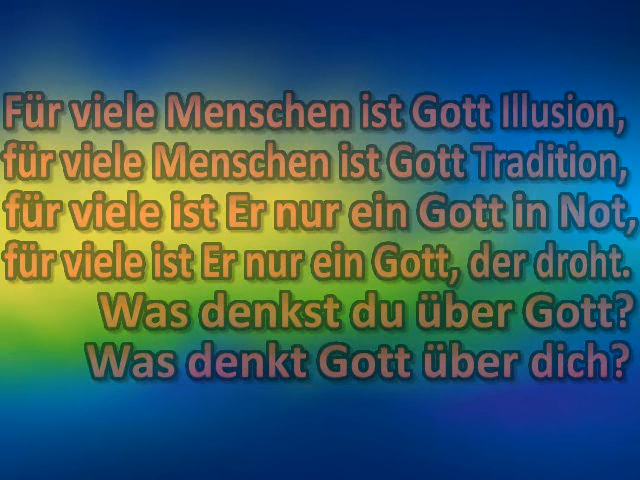 Für viele Menschen ist Gott Illusion,
für viele Menschen ist Gott Tradition,
für viele ist Er nur ein Gott in Not,
für viele ist Er nur ein Gott, der droht.
Was denkst du über Gott?
Was denkt Gott über dich?